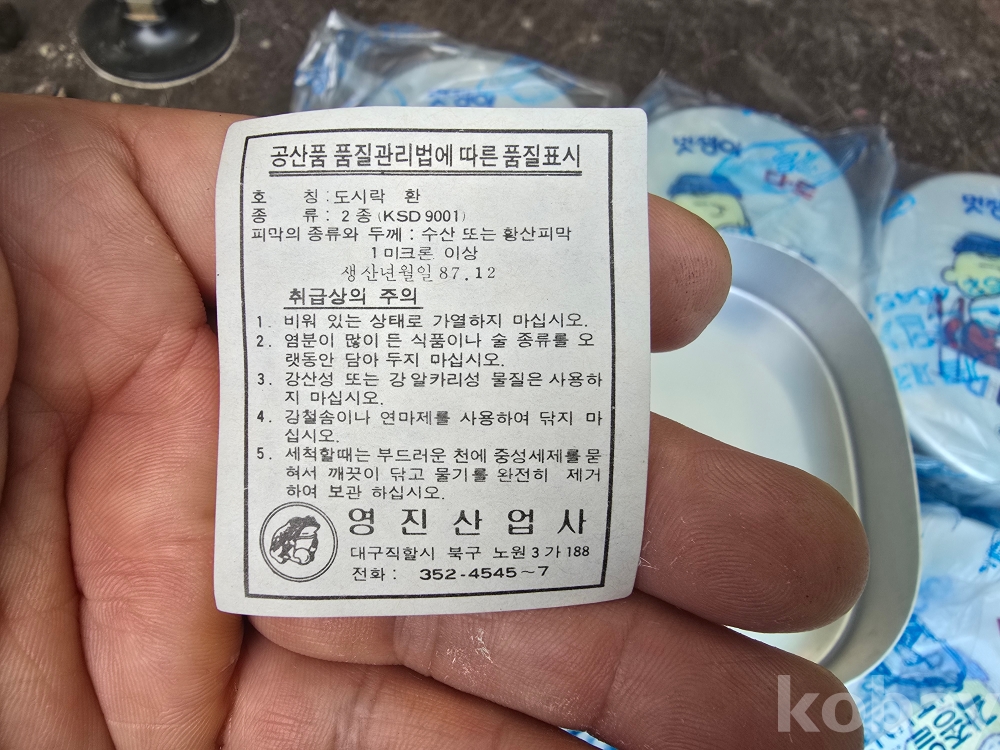 공산품 품질관리법에 따른 품질표시
호 칭 : 도시락 환
종 류 : 2 종 (KSD 9001)
피막의 종류와 두께 : 수산 또는 황산피막
1 미크론 이상
생산년월일 87.12
취급상의 주의
1. 비워 있는 상태로 가열하지 마십시오.
2. 염분이 많이 든 식품이나 술 종류를 오
랫동안 담아 두지 마십시오.
3. 강산성 또는 강 알카리성 물질은 사용하
지 마십시오.
4. 강철솜이나 연마제를 사용하여 닦지 마
십시오.
5. 세척할때는 부드러운 천에 중성세제를 묻
혀서 깨끗이 닦고 물기를 완전히 제거
하여 보관 하십시오.
영진산업사
대구직할시 북구 노원 3 가 188
전화 : 352-4545~7
멋쟁이
멋쟁이